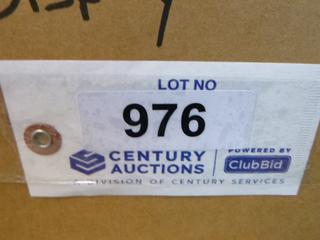 LOT NO
976
CENTURY
AUCTIONS
POWERED BY
ClubBid
DIVISION OF CENTURY SERVICES